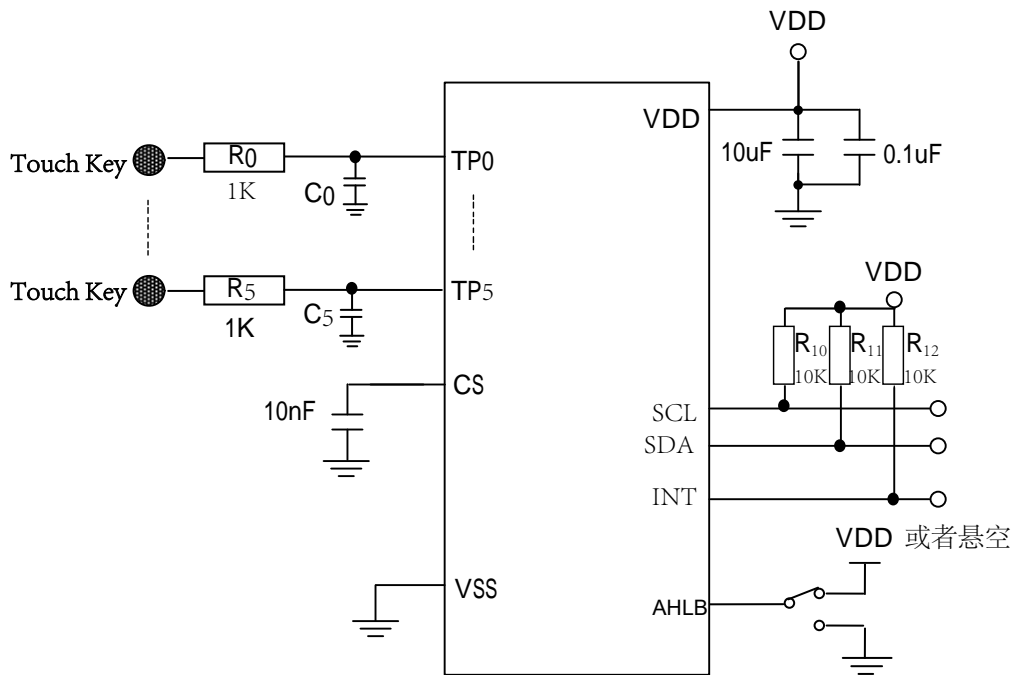 VDD
VDD
10uF
0.1uF
Touch Key
R0
1K
C0
TP0
Touch Key
R5
1K
C5
TP5
VDD
R10
10K
R11
10K
R12
10K
CS
10nF
SCL
SDA
INT
VDD 或者悬空
VSS
AHLB